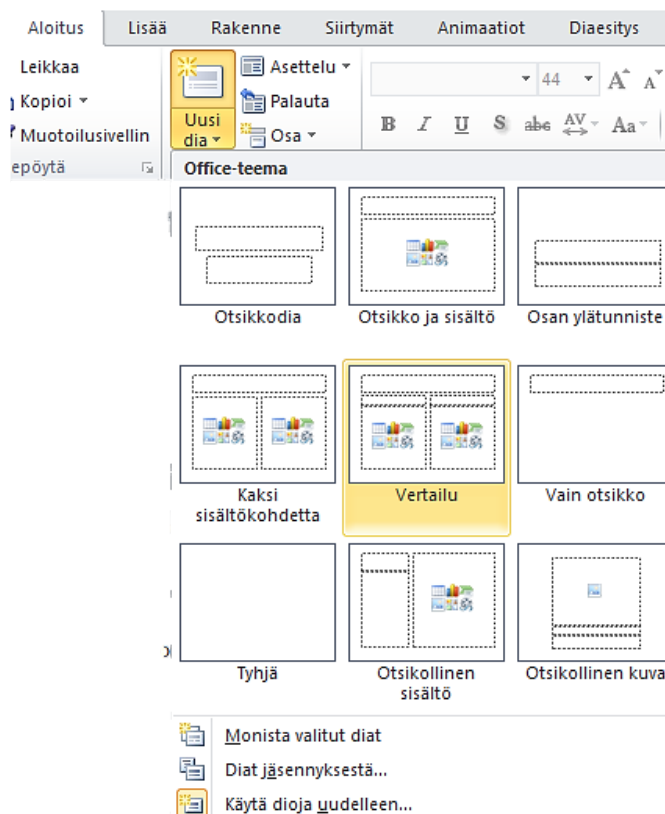 Aloitus Lisää Rakenne Siirtymät Animaatiot Diaesitys
Leikkaa
Kopioi
Muotoilusivellin
epöytä
Uusi
dia
Asettelu
Palauta
Osa
44 A A
B I U S abc AV Aa
Office-teema
Otsikkodia Otsikko ja sisältö Osan ylätunniste
Kaksi
sisältökohdetta
Vertailu
Vain otsikko
Tyhjä
Otsikollinen
sisältö
Otsikollinen kuva
Monista valitut diat
Diat jäsennyksestä...
Käytä dioja uudelleen...